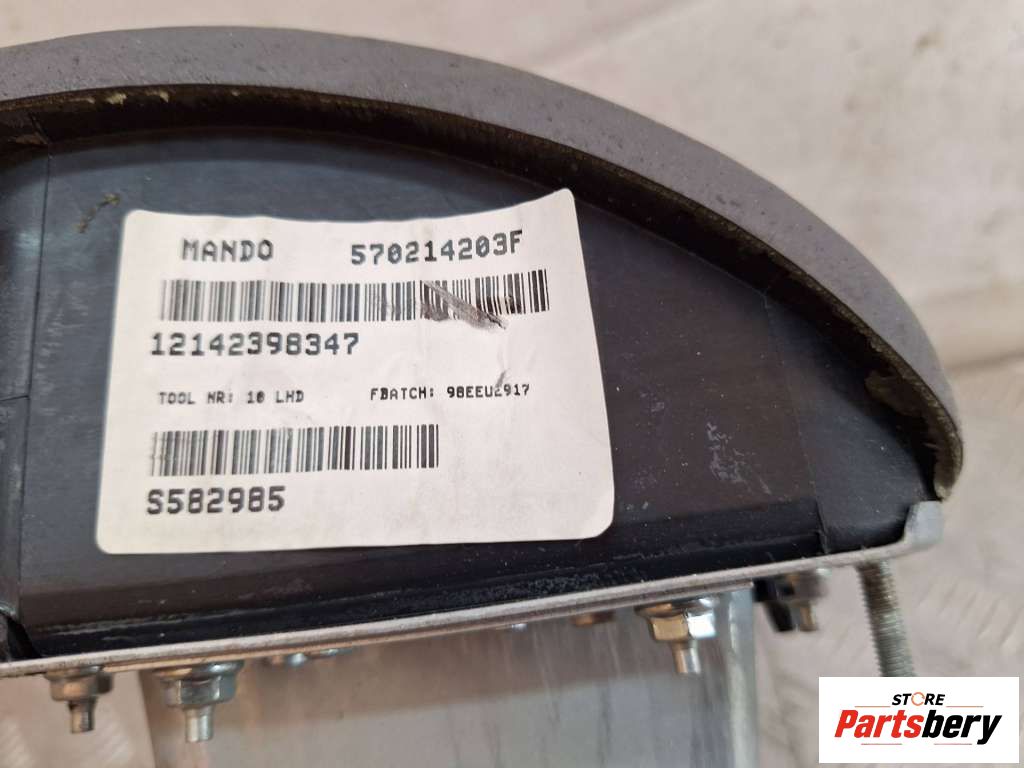 MANDO 570214203F
12142398347
TOOL NR: 10 LHD FBATCH: 98EEU2917
S582985
STORE
Partsbery